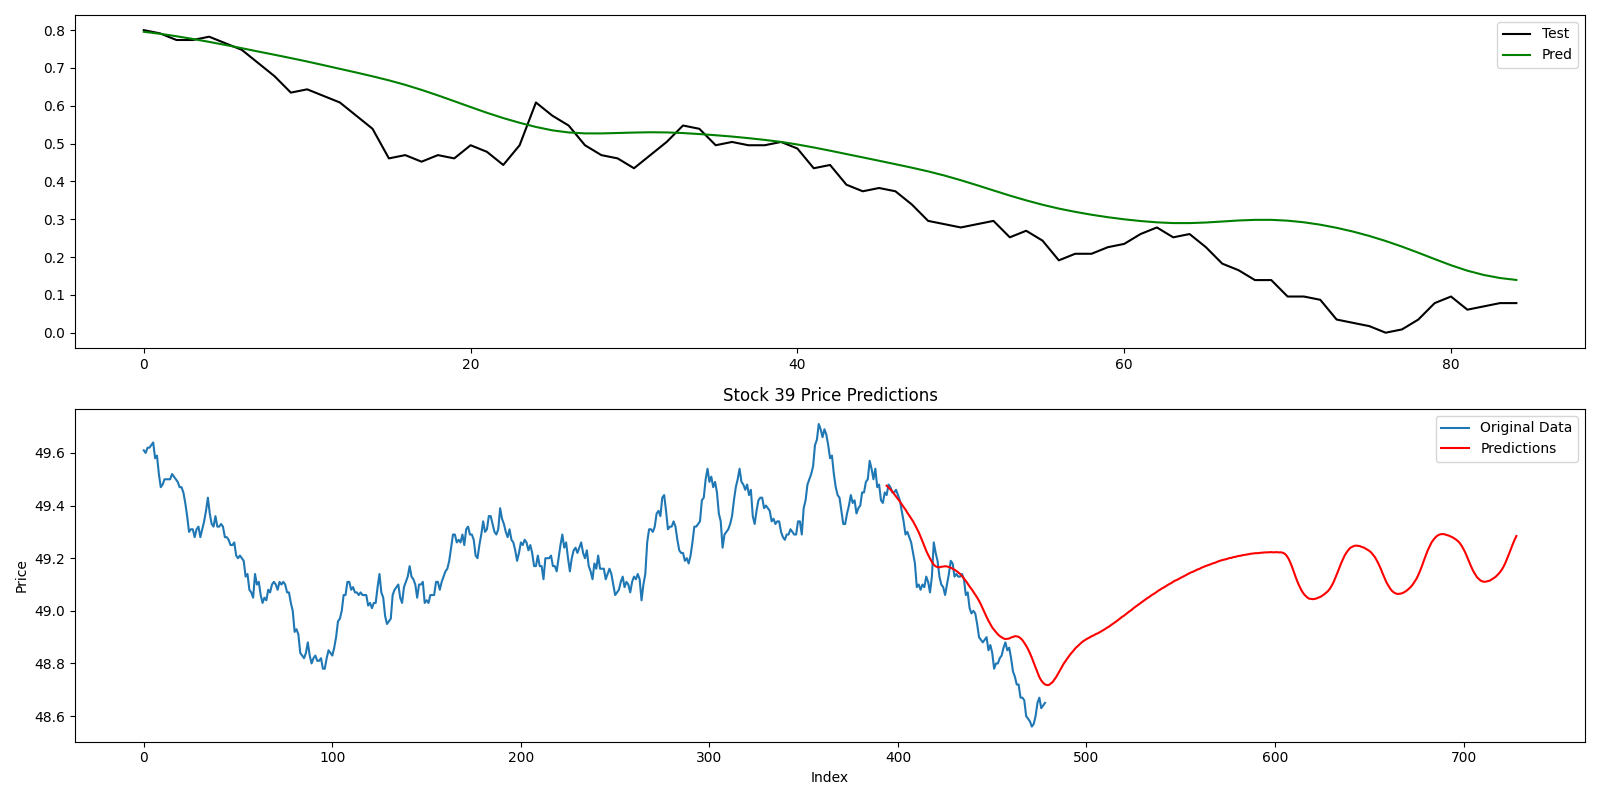 0.8
0.7
0.6
0.5
0.4
0.3
0.2
0.1
0.0
Test
Pred
0 20 40 60 80
Stock 39 Price Predictions
49.6
49.4
49.2
49.0
48.8
48.6
Price
Original Data
Predictions
0 100 200 300 400 500 600 700
Index